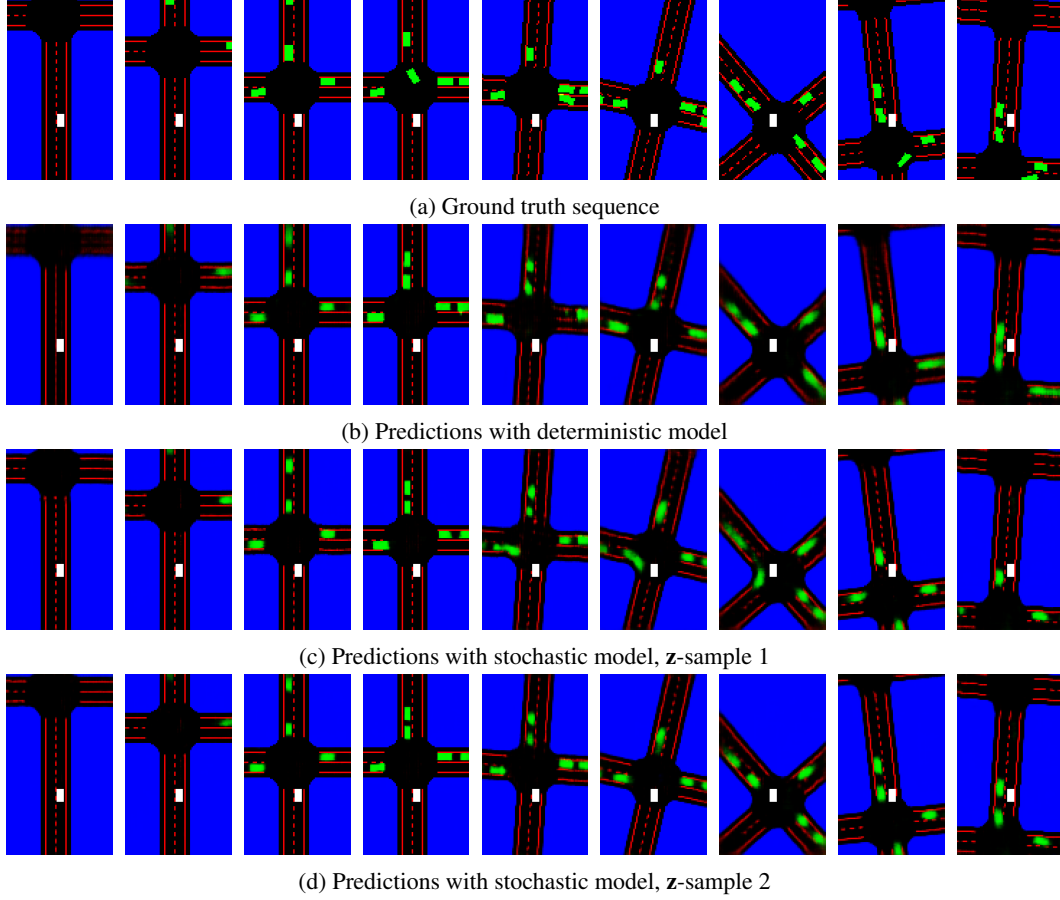 (a) Ground truth sequence
(b) Predictions with deterministic model
(c) Predictions with stochastic model, z-sample 1
(d) Predictions with stochastic model, z-sample 2